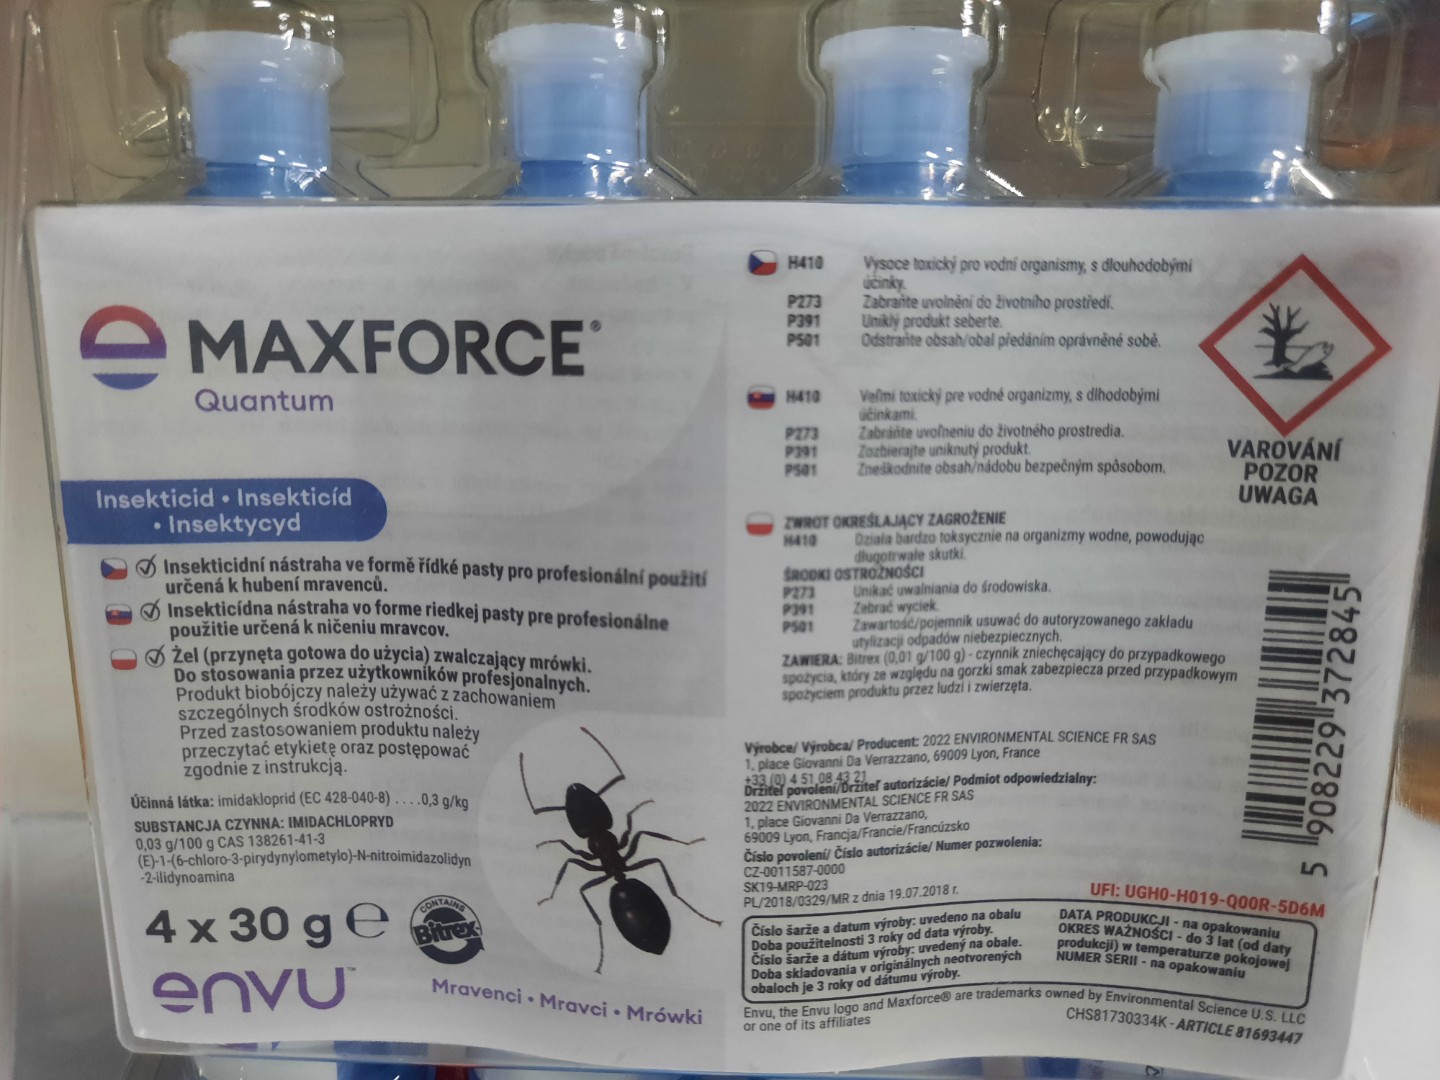 MAXFORCE®
Quantum
Insekticid • Insekticíd
• Insektycyd
Insekticidní nástraha ve formě řídké pasty pro profesionální použití
určená k hubení mravenců.
Insekticídna nástraha vo forme riedkej pasty pre profesionálne
použitie určená k ničeniu mravcov.
Żel (przynęta gotowa do użycia) zwalczający mrówki.
Do stosowania przez użytkowników profesjonalnych.
Produkt biobójczy należy używać z zachowaniem
szczególnych środków ostrożności.
Przed zastosowaniem produktu należy
przeczytać etykietę oraz postępować
zgodnie z instrukcją.
Účinná látka: imidakloprid (EC 428-040-8) ....0,3 g/kg
SUBSTANCJA CZYNNA: IMIDACHLOPRYD
0,03 g/100 g CAS 138261-41-3
(E)-1-(6-chloro-3-pirydynylometylo)-N-nitroimidazolidyn
-2-ilidynoamina
4 x 30 g e
CONTAINS
Bitrex
envu™
Mravenci • Mravci • Mrówki
H410 Vysoce toxický pro vodní organismy, s dlouhodobými
účinky.
P273 Zabraňte uvolnění do životního prostředí.
P391 Uniklý produkt seberte.
P501 Odstraňte obsah/obal předáním oprávněné sobě.
H410 Veľmi toxický pre vodné organizmy, s dlhodobými
účinkami.
P273 Zabráňte uvoľneniu do životného prostredia.
P391 Zozbierajte uniknutý produkt.
P501 Zneškodnite obsah/nádobu bezpečným spôsobom.
ZWROT OKREŚLAJĄCY ZAGROŻENIE
H410 Działa bardzo toksycznie na organizmy wodne, powodując
długotrwałe skutki.
ŚRODKI OSTROŻNOŚCI
P273 Unikać uwalniania do środowiska.
P391 Zebrać wyciek.
P501 Zawartość/pojemnik usuwać do autoryzowanego zakładu
utylizacji odpadów niebezpiecznych.
ZAWIERA: Bitrex (0,01 g/100 g) - czynnik zniechęcający do przypadkowego
spożycia, który ze względu na gorzki smak zabezpiecza przed przypadkowym
spożyciem produktu przez ludzi i zwierzęta.
VAROVÁNÍ
POZOR
UWAGA
Výrobce/ Výrobca/ Producent: 2022 ENVIRONMENTAL SCIENCE FR SAS
1, place Giovanni Da Verrazzano, 69009 Lyon, France
+33 (0) 4 51 08 43 21
Držitel povolení/Držiteľ autorizácie/ Podmiot odpowiedzialny:
2022 ENVIRONMENTAL SCIENCE FR SAS
1, place Giovanni Da Verrazzano,
69009 Lyon, Francja/Francie/Francúzsko
Číslo povolení/ Číslo autorizácie/ Numer pozwolenia:
CZ-0011587-0000
SK19-MRP-023
PL/2018/0329/MR z dnia 19.07.2018 r.
5 908229 372845
UFI: UGH0-H019-Q00R-5D6M
Číslo šarže a datum výroby: uvedeno na obalu
Doba použitelnosti 3 roky od data výroby.
Číslo šarže a dátum výroby: uvedený na obale.
Doba skladovania v originálnych neotvorených
obaloch je 3 roky od dátumu výroby.
DATA PRODUKCJI - na opakowaniu
OKRES WAŻNOŚCI - do 3 lat (od daty
produkcji) w temperaturze pokojowej
NUMER SERII - na opakowaniu
Envu, the Envu logo and Maxforce® are trademarks owned by Environmental Science U.S. LLC
or one of its affiliates
CHS81730334K - ARTICLE 81693447